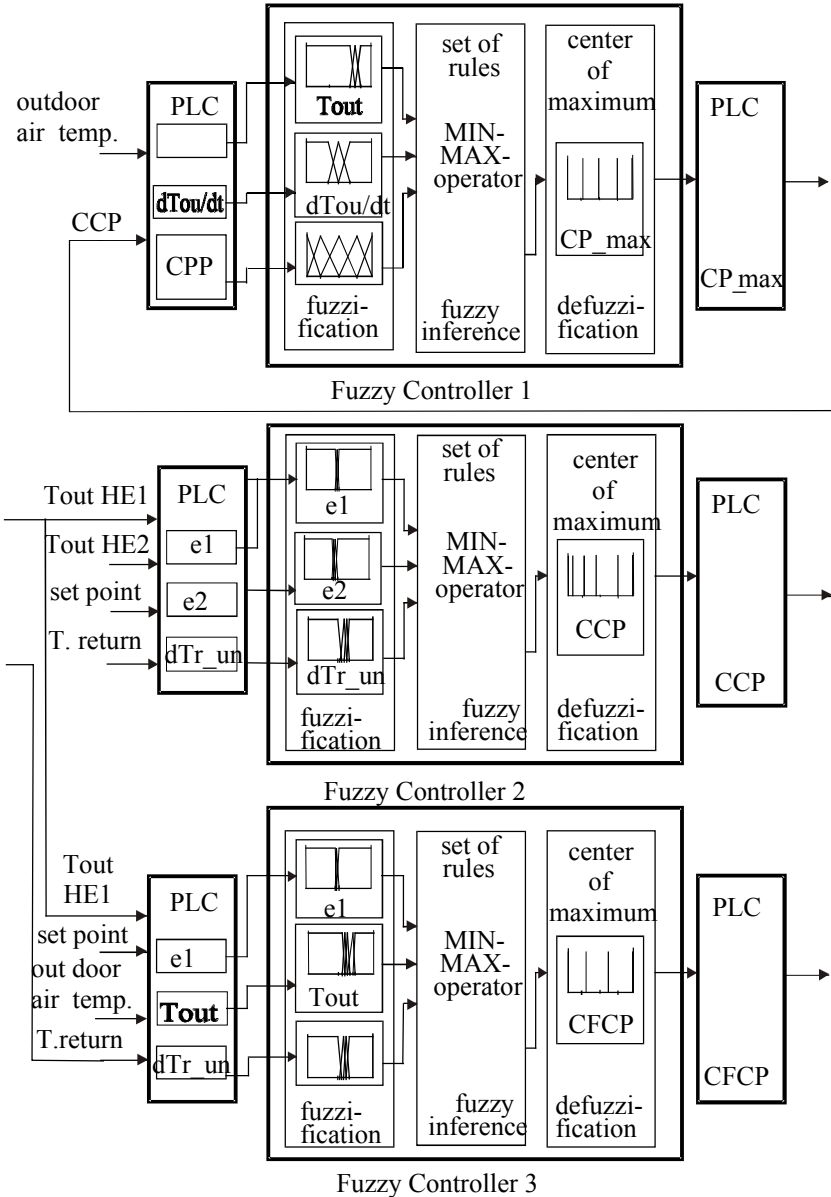 outdoor
air temp.
CCP
PLC
dTou/dt
CPP
Tout
dTou/dt
fuzzi-
fication
set of
rules
MIN-
MAX-
operator
fuzzy
inference
center
of
maximum
CP_max
defuzzi-
fication
PLC
CP_max
Fuzzy Controller 1
Tout HE1
Tout HE2
set point
T. return
PLC
e1
e2
dTr_un
e1
e2
dTr_un
fuzzi-
fication
set of
rules
MIN-
MAX-
operator
fuzzy
inference
center
of
maximum
CCP
defuzzi-
fication
PLC
CCP
Fuzzy Controller 2
Tout
HE1
set point
out door
air temp.
T.return
PLC
e1
Tout
dTr_un
e1
Tout
fuzzi-
fication
set of
rules
MIN-
MAX-
operator
fuzzy
inference
center
of
maximum
CFCP
defuzzi-
fication
PLC
CFCP
Fuzzy Controller 3